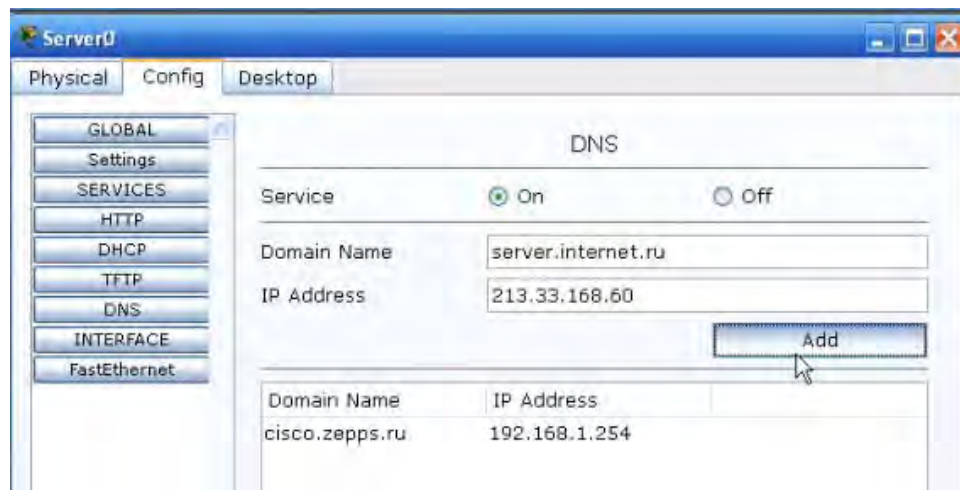 Server0
Physical Config Desktop
GLOBAL
Settings
SERVICES
HTTP
DHCP
TFTP
DNS
INTERFACE
FastEthernet
DNS
Service On Off
Domain Name server.internet.ru
IP Address 213.33.168.60
Add
Domain Name IP Address
cisco.zepps.ru 192.168.1.254